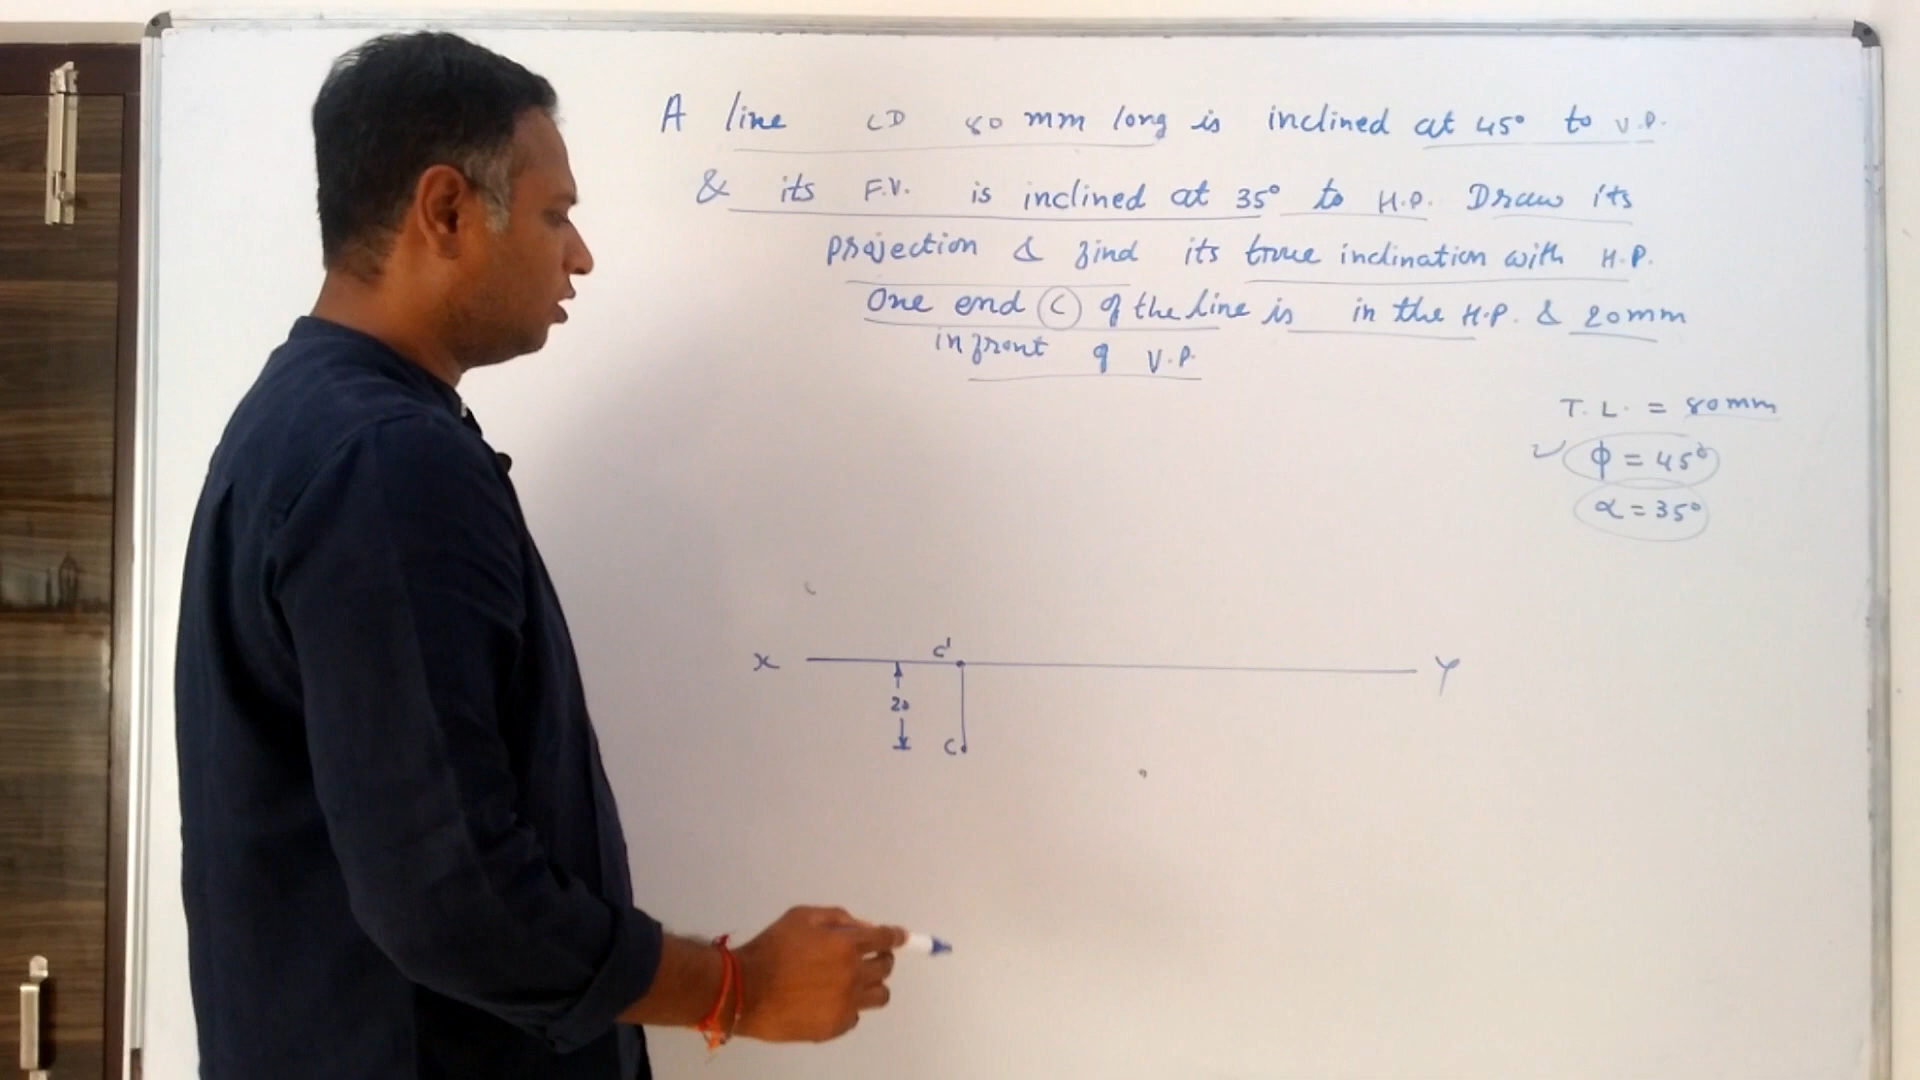 A line CD 80 mm long is inclined at 45° to V.P.
& its F.V. is inclined at 35° to H.P. Draw its
projection & find its true inclination with H.P.
One end C of the line is in the H.P. & 20mm
infront of V.P.
T.L. = 80mm
ϕ = 45°
α = 35°
X c' Y
20
C